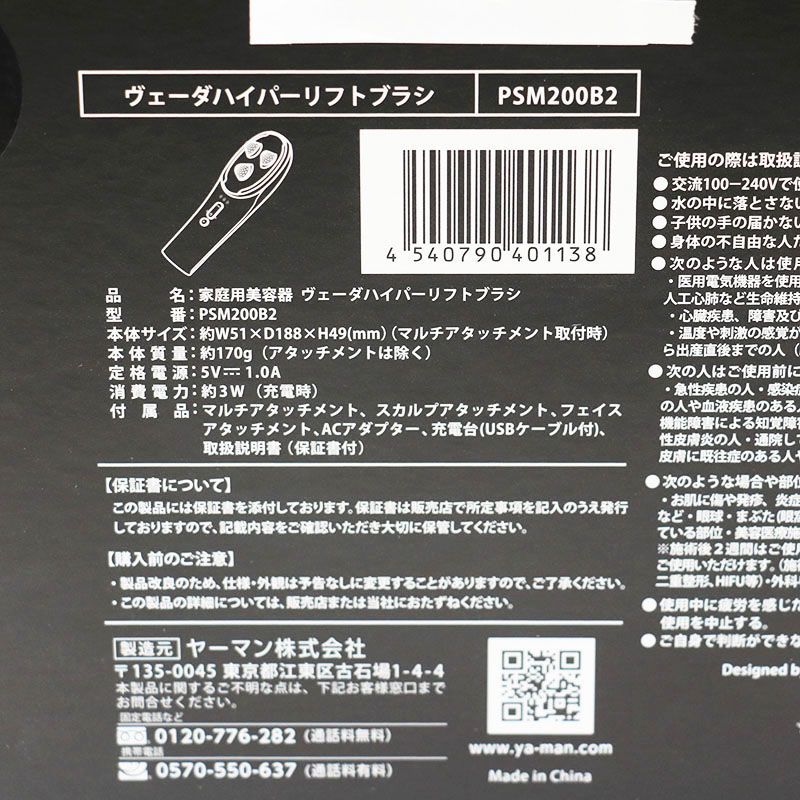 ヴェーダハイパーリフトブラシ PSM200B2
4 540790 401138
品 名：家庭用美容器 ヴェーダハイパーリフトブラシ
型 番：PSM200B2
本体サイズ：約W51×D188×H49(mm)（マルチアタッチメント取付時）
本体質量：約170g（アタッチメントは除く）
定格電源：5V⎓1.0A
消費電力：約3W（充電時）
付属品：マルチアタッチメント、スカルプアタッチメント、フェイス
アタッチメント、ACアダプター、充電台(USBケーブル付)、
取扱説明書（保証書付）
【保証書について】
この製品には保証書を添付しております。保証書は販売店で所定事項を記入のうえ発行
しておりますので、記載内容をご確認いただき大切に保管してください。
【購入前のご注意】
・製品改良のため、仕様・外観は予告なしに変更することがありますので、ご了承ください。
・この製品の詳細については、販売店または当社におたずねください。
製造元 ヤーマン株式会社
〒135-0045 東京都江東区古石場1-4-4
本製品に関するご不明な点は、下記お客様窓口まで
お問合せください。
固定電話など
0120-776-282（通話料無料）
携帯電話
0570-550-637（通話料有料）
www.ya-man.com
Made in China
ご使用の際は取扱説
●交流100−240Vで使
●水の中に落とさない
●子供の手の届かない
●身体の不自由な人だ
●次のような人は使用
・医用電気機器を使用
人工心肺など生命維持
・心臓疾患、障害及び
・温度や刺激の感覚が
ら出産直後までの人（
●次の人はご使用前に
・急性疾患の人・感染症
の人や血液疾患のある人
機能障害による知覚障害
性皮膚炎の人・通院して
皮膚に既往症のある人や
●次のような場合や部位
・お肌に傷や発疹、炎症
など・眼球・まぶた(眼窩
ている部位・美容医療施
※施術後2週間はご使用
ご使用いただけます。(施術
二重整形、HIFU等）・外科
●使用中に疲労を感じた
使用を中止する。
●ご自身で判断ができな
Designed by